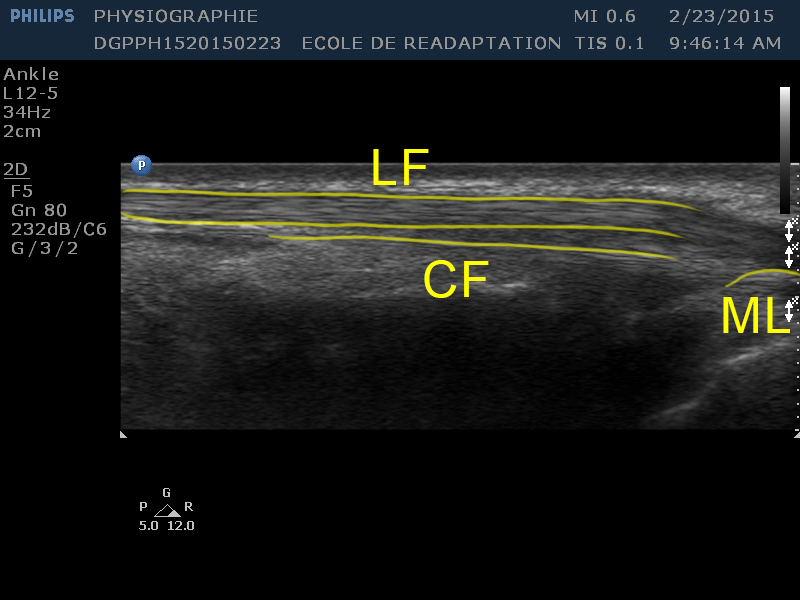 PHILIPS PHYSIOGRAPHIE MI 0.6 2/23/2015
DGPPH1520150223 ECOLE DE READAPTATION TIS 0.1 9:46:14 AM
Ankle
L12-5
34Hz
2cm
2D
F5
Gn 80
232dB/C6
G/3/2
P
LF
CF
ML
G
P R
5.0 12.0